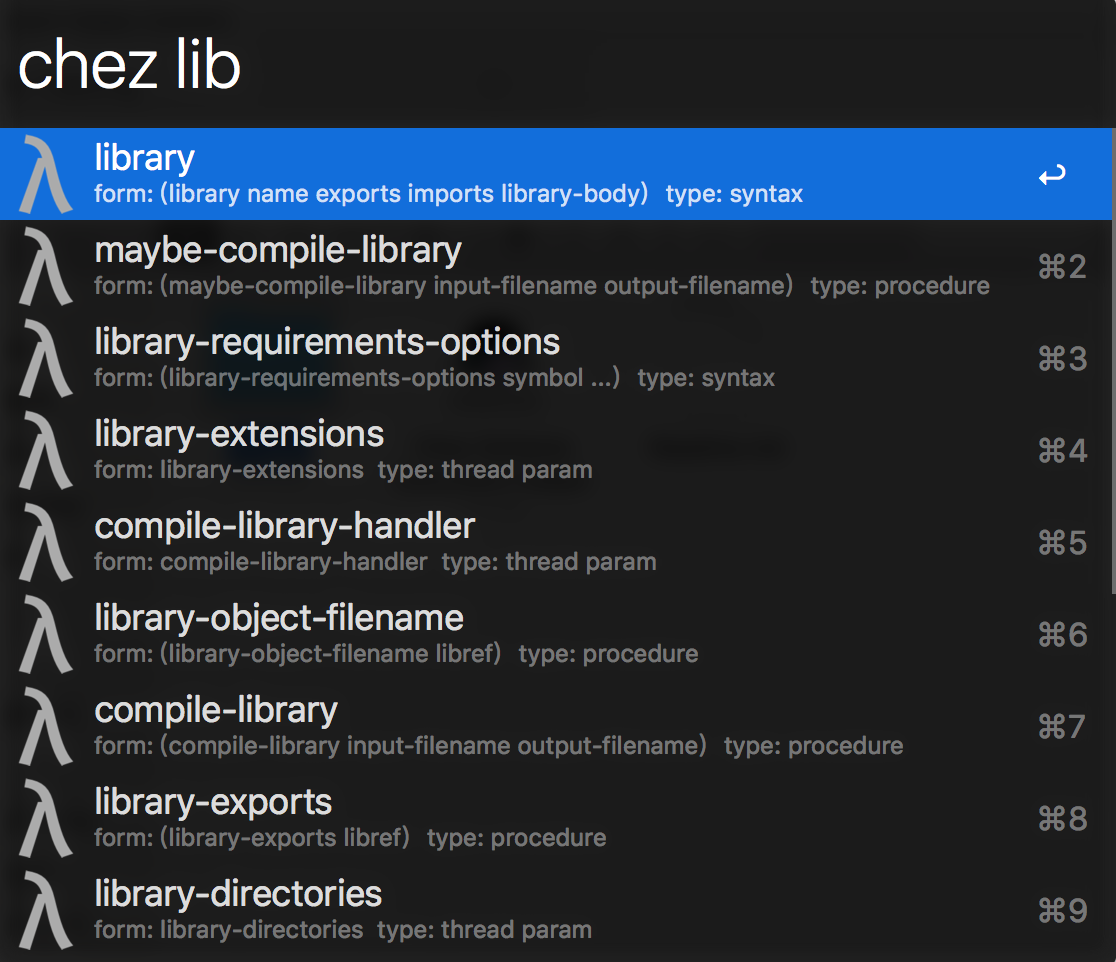 chez lib
library
form: (library name exports imports library-body) type: syntax
maybe-compile-library
form: (maybe-compile-library input-filename output-filename) type: procedure
⌘2
library-requirements-options
form: (library-requirements-options symbol ...) type: syntax
⌘3
library-extensions
form: library-extensions type: thread param
⌘4
compile-library-handler
form: compile-library-handler type: thread param
⌘5
library-object-filename
form: (library-object-filename libref) type: procedure
⌘6
compile-library
form: (compile-library input-filename output-filename) type: procedure
⌘7
library-exports
form: (library-exports libref) type: procedure
⌘8
library-directories
form: library-directories type: thread param
⌘9